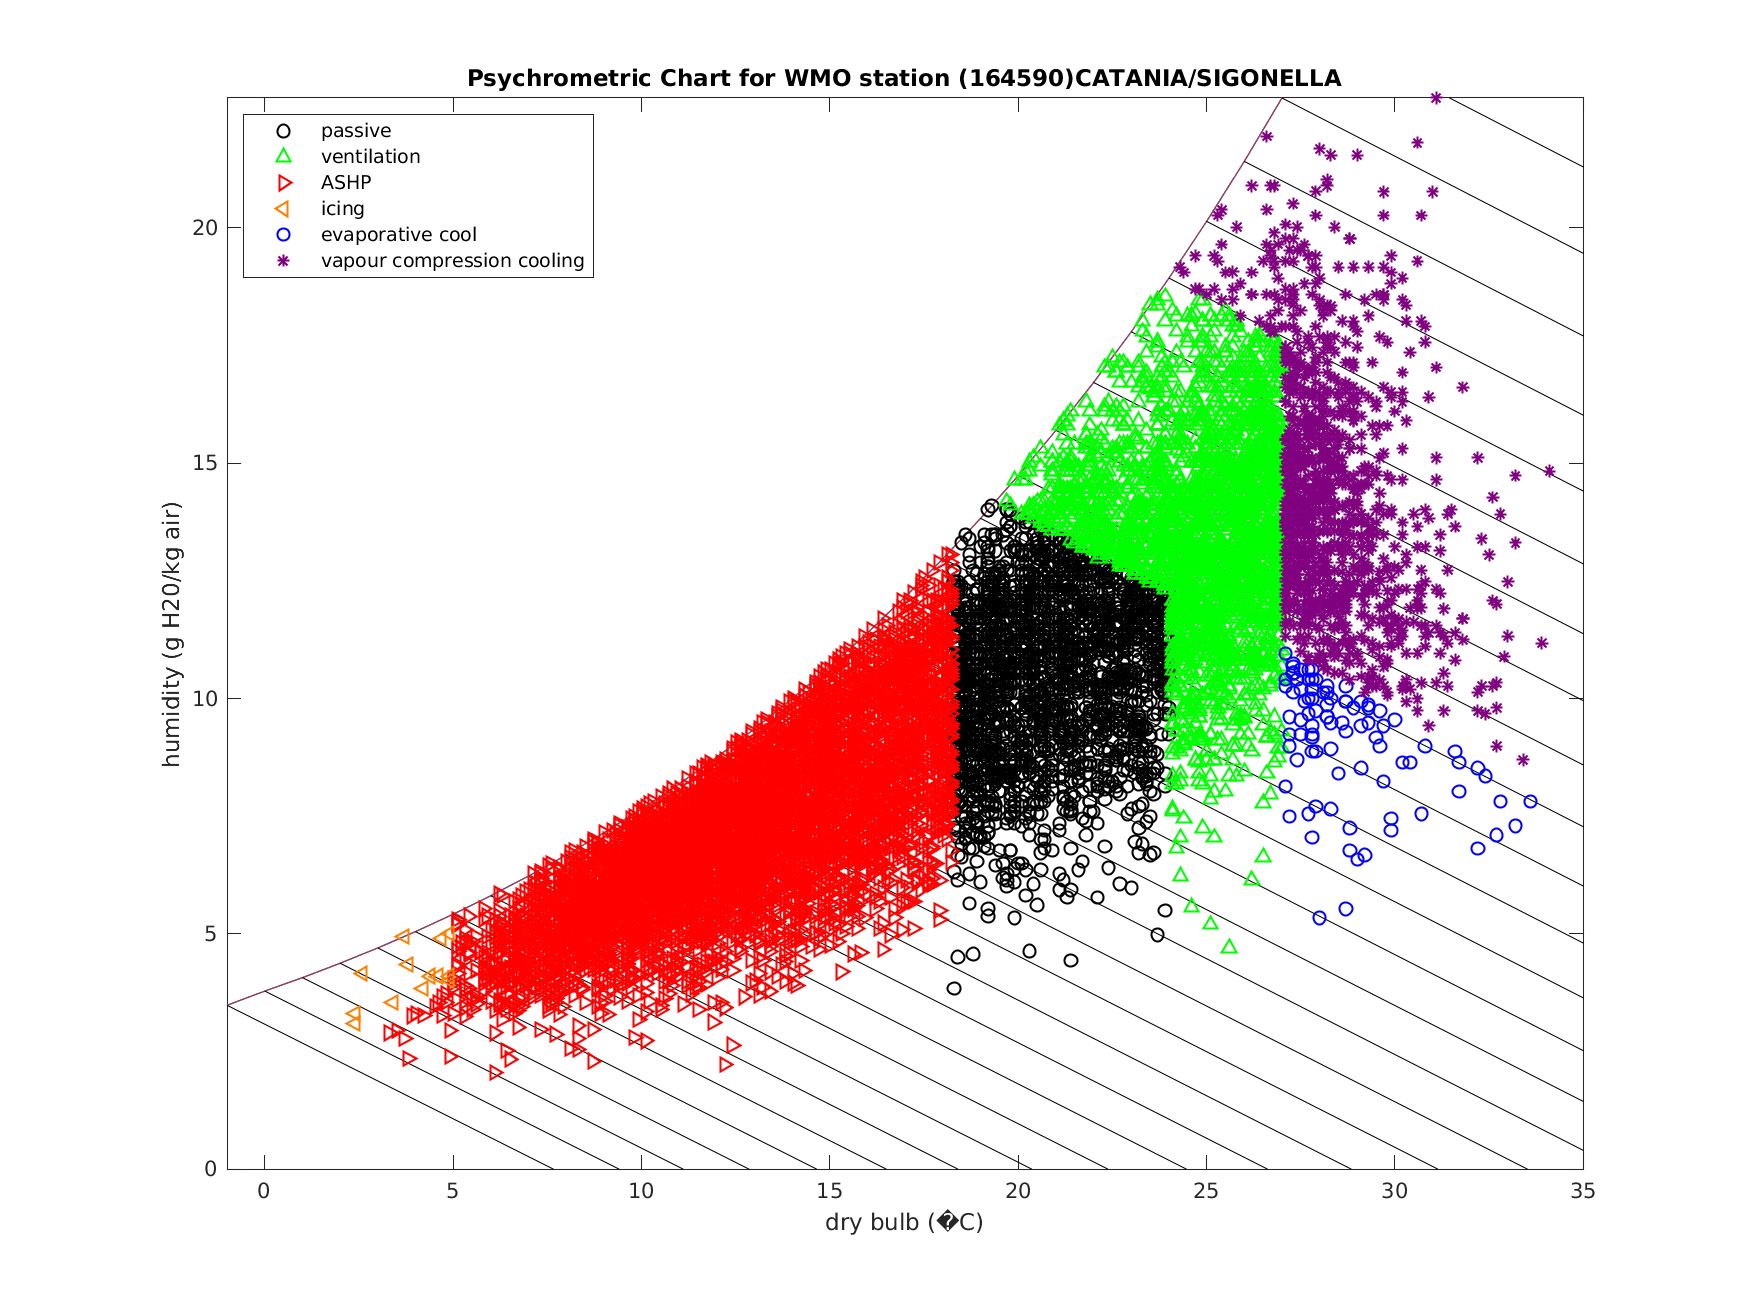 Psychrometric Chart for WMO station (164590)CATANIA/SIGONELLA
passive
ventilation
ASHP
icing
evaporative cool
vapour compression cooling
humidity (g H20/kg air)
20
15
10
5
0
0 5 10 15 20 25 30 35
dry bulb (�C)